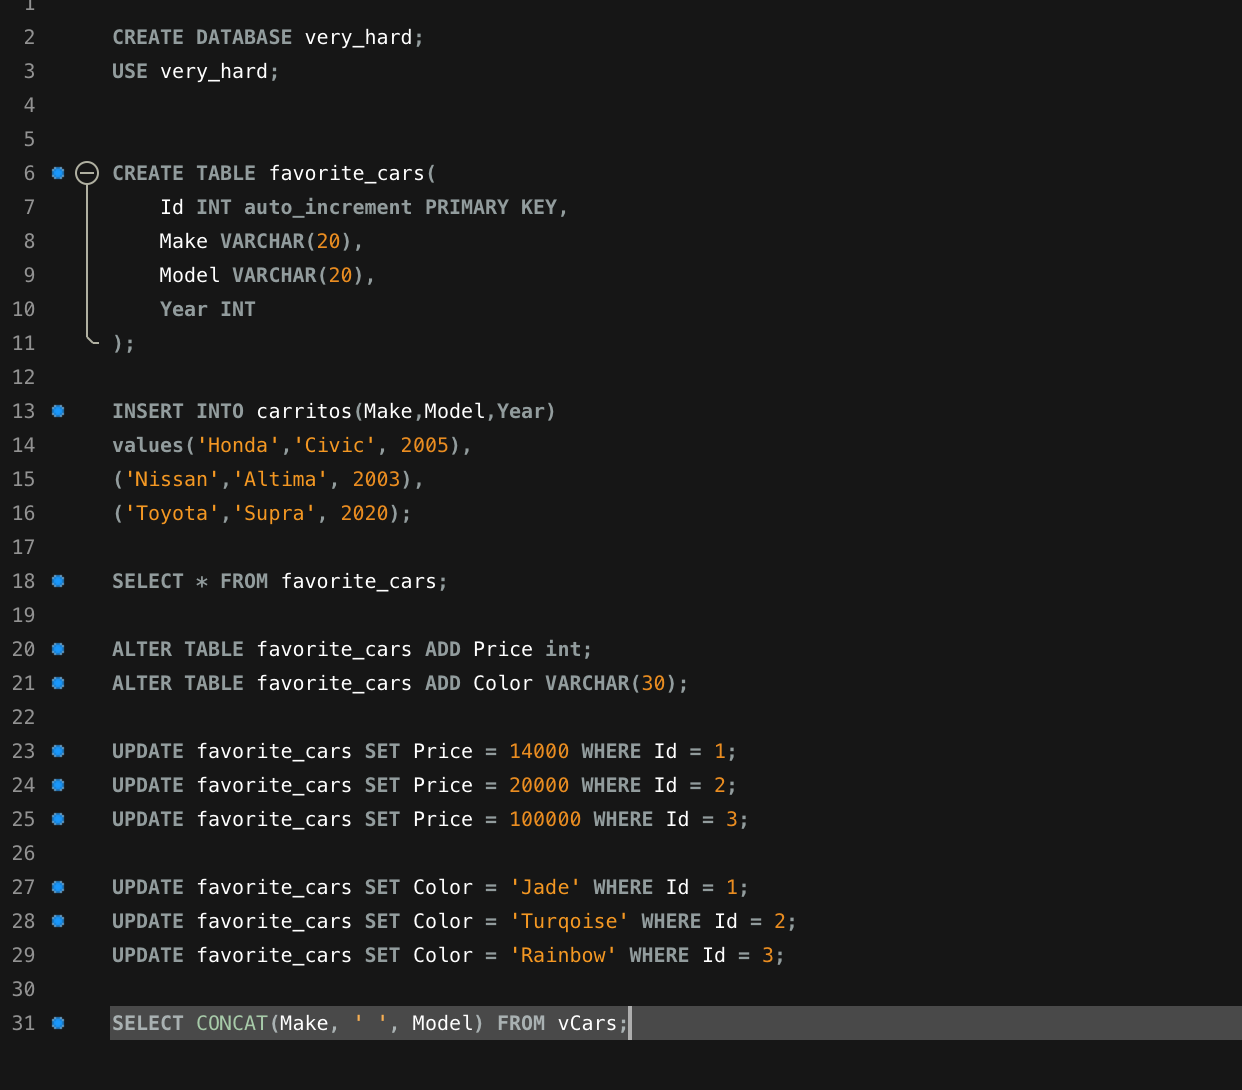 1
2 CREATE DATABASE very_hard;
3 USE very_hard;
4
5
6 CREATE TABLE favorite_cars(
7 Id INT auto_increment PRIMARY KEY,
8 Make VARCHAR(20),
9 Model VARCHAR(20),
10 Year INT
11 );
12
13 INSERT INTO carritos(Make,Model,Year)
14 values('Honda','Civic', 2005),
15 ('Nissan','Altima', 2003),
16 ('Toyota','Supra', 2020);
17
18 SELECT * FROM favorite_cars;
19
20 ALTER TABLE favorite_cars ADD Price int;
21 ALTER TABLE favorite_cars ADD Color VARCHAR(30);
22
23 UPDATE favorite_cars SET Price = 14000 WHERE Id = 1;
24 UPDATE favorite_cars SET Price = 20000 WHERE Id = 2;
25 UPDATE favorite_cars SET Price = 100000 WHERE Id = 3;
26
27 UPDATE favorite_cars SET Color = 'Jade' WHERE Id = 1;
28 UPDATE favorite_cars SET Color = 'Turqoise' WHERE Id = 2;
29 UPDATE favorite_cars SET Color = 'Rainbow' WHERE Id = 3;
30
31 SELECT CONCAT(Make, ' ', Model) FROM vCars;